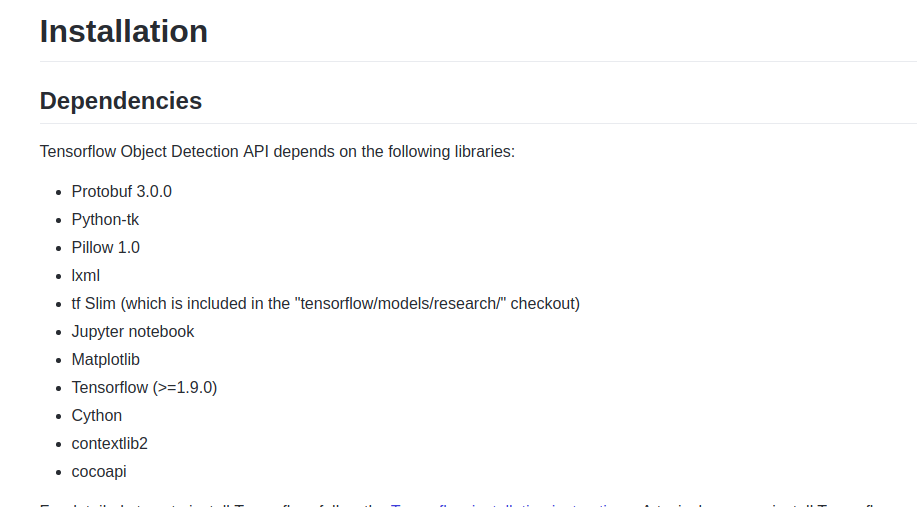 Installation
Dependencies
Tensorflow Object Detection API depends on the following libraries:
Protobuf 3.0.0
Python-tk
Pillow 1.0
lxml
tf Slim (which is included in the "tensorflow/models/research/" checkout)
Jupyter notebook
Matplotlib
Tensorflow (>=1.9.0)
Cython
contextlib2
cocoapi